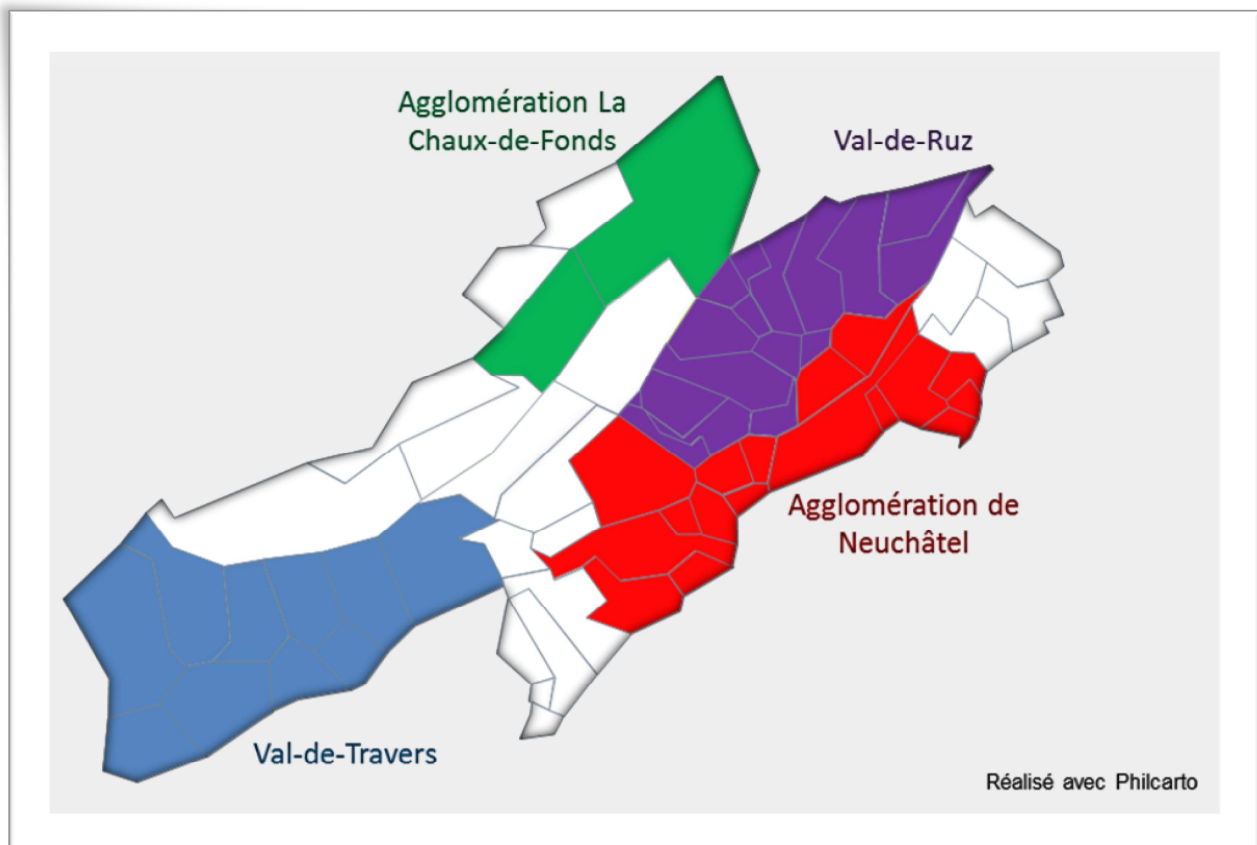 Agglomération La
Chaux-de-Fonds
Val-de-Ruz
Agglomération de
Neuchâtel
Val-de-Travers
Réalisé avec Philcarto